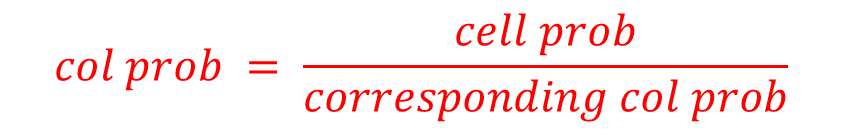 col prob = cell prob / corresponding col prob